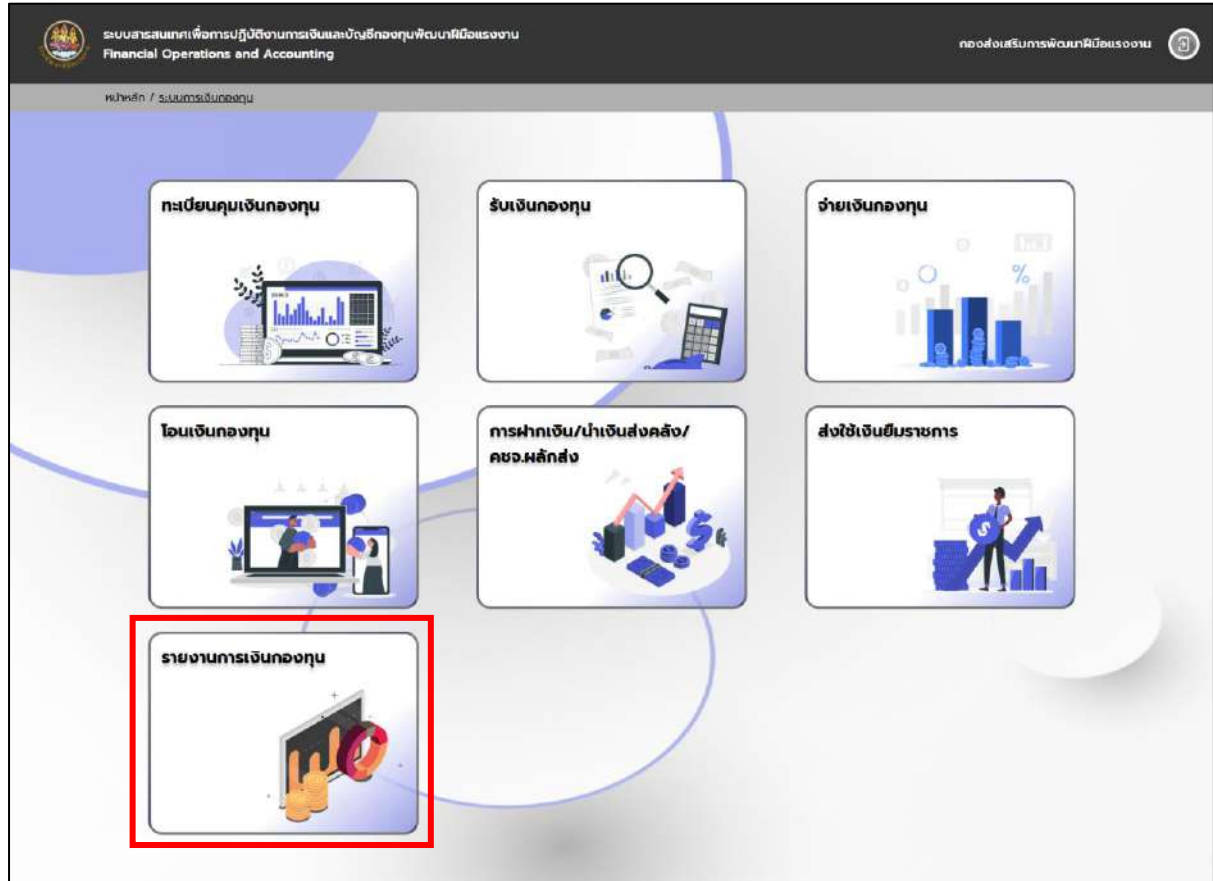 ระบบสารสนเทศเพื่อการปฏิบัติงานการเงินและบัญชีกองทุนพัฒนาฝีมือแรงงาน
Financial Operations and Accounting
กองส่งเสริมการพัฒนาฝีมือแรงงาน
หน้าหลัก / ระบบการเงินกองทุน
ทะเบียนคุมเงินกองทุน
รับเงินกองทุน
จ่ายเงินกองทุน
โอนเงินกองทุน
การฝากเงิน/นำเงินส่งคลัง/
คชจ.ผลักส่ง
ส่งใช้เงินยืมราชการ
รายงานการเงินกองทุน